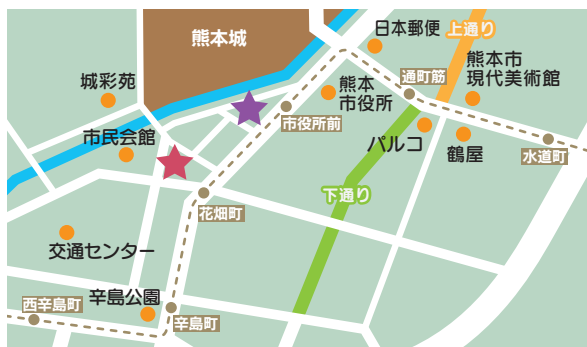 熊本城
日本郵便
上通り
城彩苑
熊本
市役所
通町筋
熊本市
現代美術館
市役所前
市民会館
パルコ
鶴屋
水道町
下通り
花畑町
交通センター
西辛島町
辛島公園
辛島町